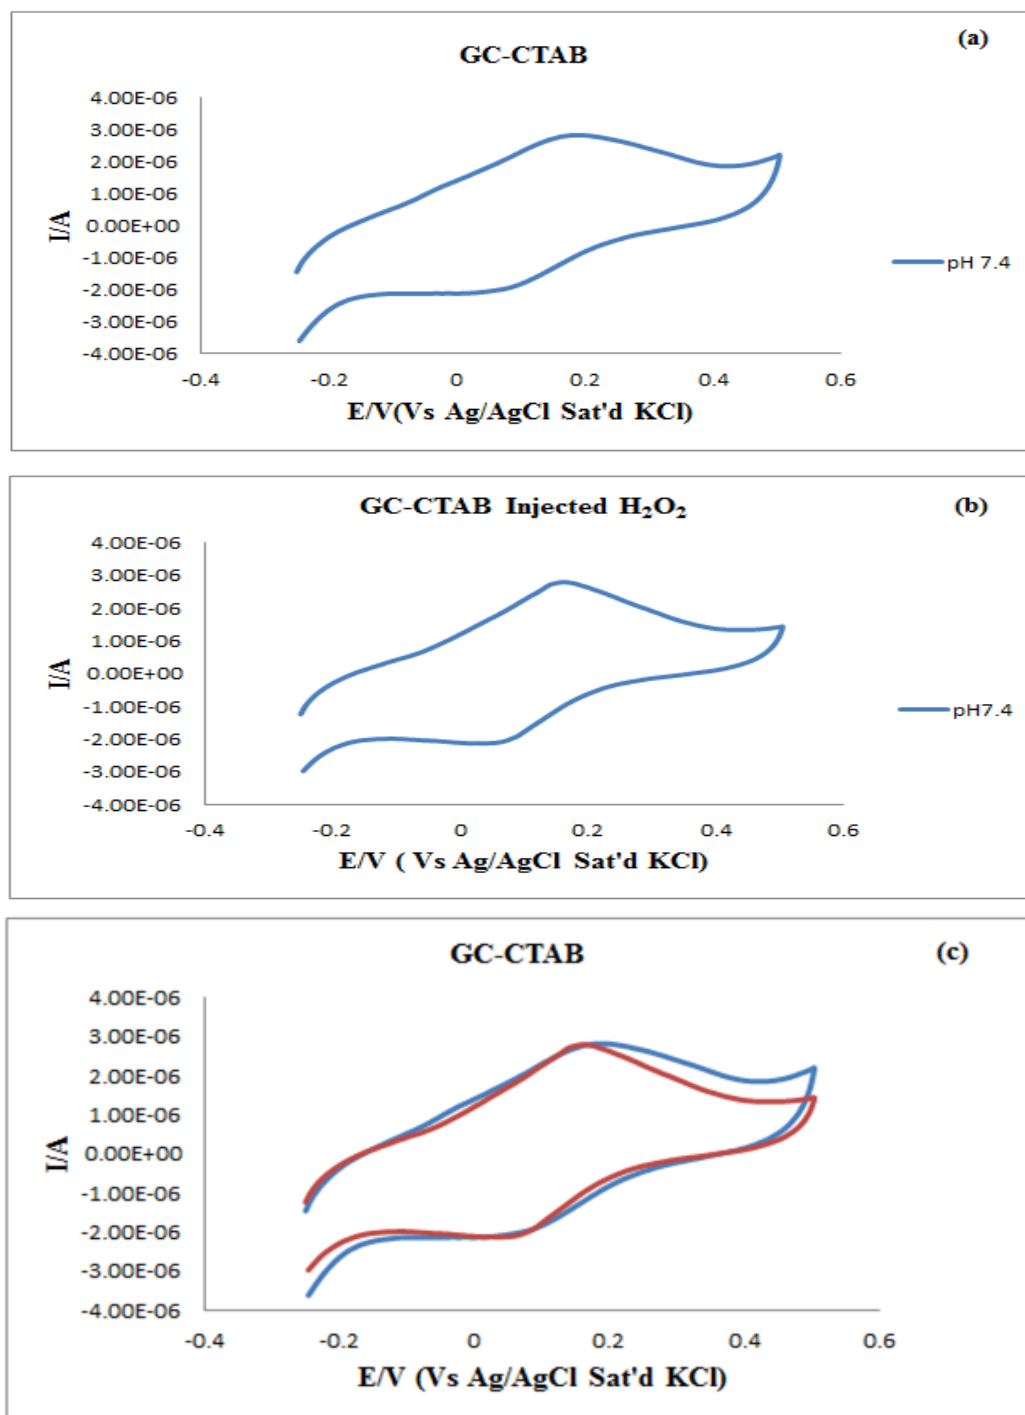 (a)
GC-CTAB
4.00E-06
3.00E-06
2.00E-06
1.00E-06
0.00E+00
-1.00E-06
-2.00E-06
-3.00E-06
-4.00E-06
I/A
pH 7.4
-0.4 -0.2 0 0.2 0.4 0.6
E/V(Vs Ag/AgCl Sat'd KCl)
GC-CTAB Injected H₂O₂ (b)
4.00E-06
3.00E-06
2.00E-06
1.00E-06
0.00E+00
-1.00E-06
-2.00E-06
-3.00E-06
-4.00E-06
I/A
pH7.4
-0.4 -0.2 0 0.2 0.4 0.6
E/V ( Vs Ag/AgCl Sat'd KCl)
GC-CTAB (c)
4.00E-06
3.00E-06
2.00E-06
1.00E-06
0.00E+00
-1.00E-06
-2.00E-06
-3.00E-06
-4.00E-06
I/A
-0.4 -0.2 0 0.2 0.4 0.6
E/V (Vs Ag/AgCl Sat'd KCl)